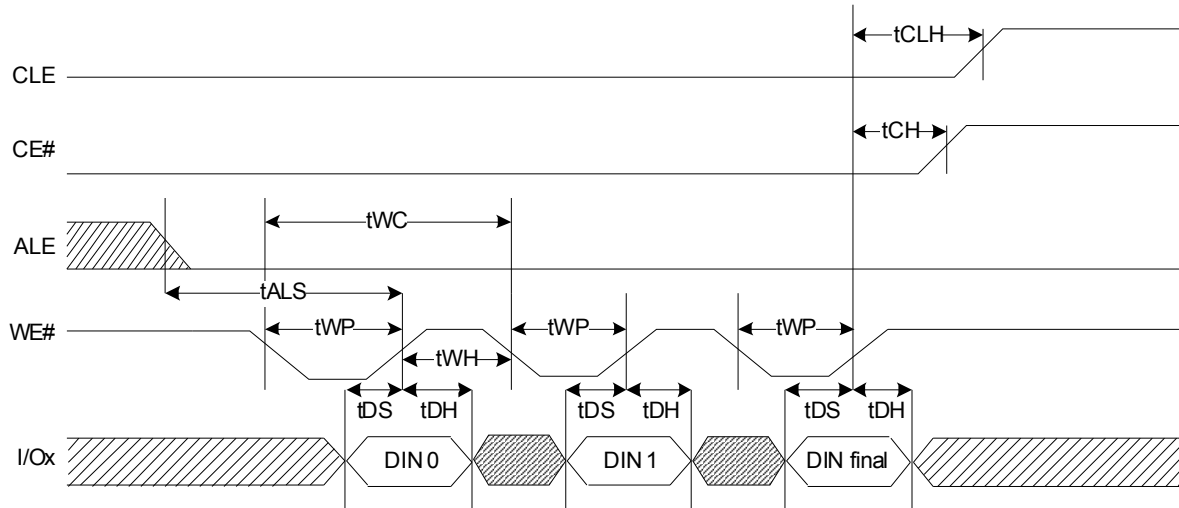 tCLH
CLE
tCH
CE#
tWC
ALE
tALS
WE#
tWP
tWP
tWP
tWH
tDS
tDH
tDS
tDH
tDS
tDH
I/Ox
DIN 0
DIN 1
DIN final